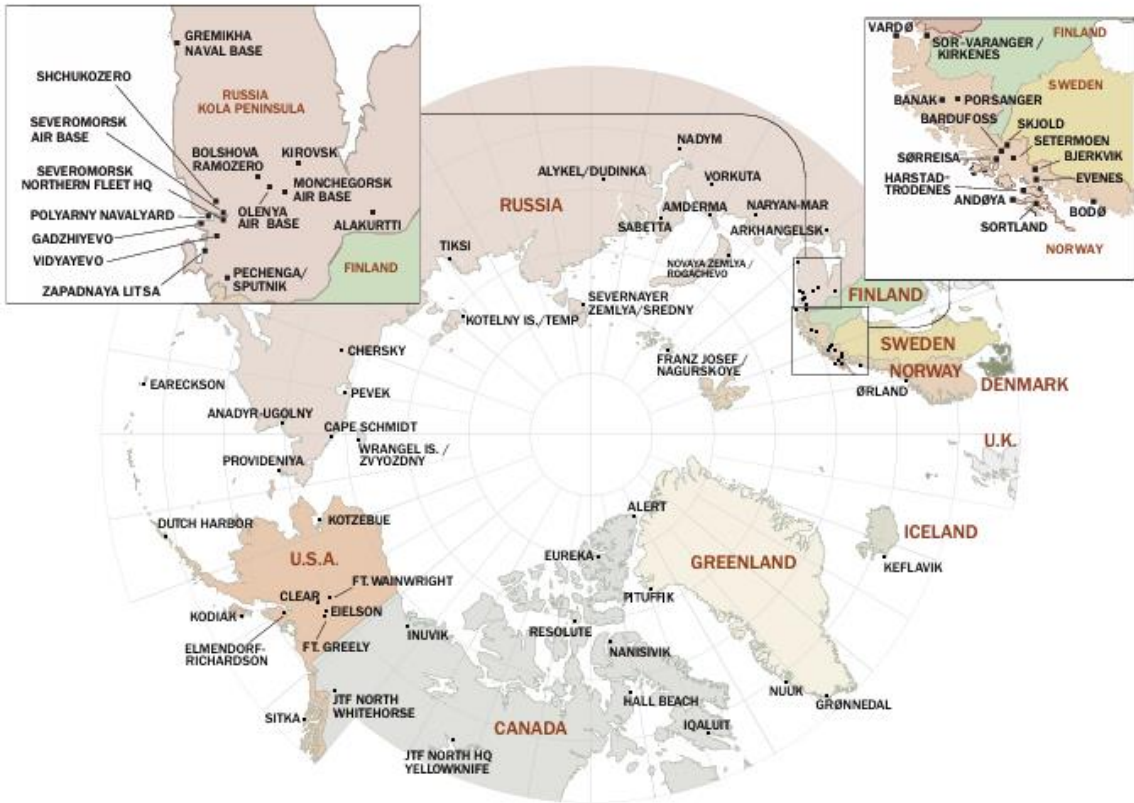 GREMIKHA
NAVAL BASE
SHCHUKOZERO
RUSSIA
KOLA PENINSULA
SEVEROMORSK
AIR BASE
BOLSHOVA
RAMOZERO
KIROVSK
SEVEROMORSK
NORTHERN FLEET HQ
MONCHEGORSK
AIR BASE
POLYARNY NAVALYARD
OLENYA
AIR BASE
GADZHIYEVO
ALAKURTTI
VIDYAYEVO
FINLAND
PECHENGA/
SPUTNIK
ZAPADNAYA LITSA
VARDØ
FINLAND
SOR-VARANGER /
KIRKENES
SWEDEN
BANAK
PORSANGER
BARDUFOSS
SKJOLD
SETERMOEN
SØRREISA
BJERKVIK
HARSTAD-
TRODENES
EVENES
ANDØYA
BODØ
SORTLAND
NORWAY
NADYM
ALYKEL/DUDINKA
VORKUTA
RUSSIA
AMDERMA
NARYAN-MAR
SABETTA
ARKHANGELSK
TIKSI
NOVAYA ZEMLYA /
ROGACHEVO
FINLAND
SEVERNAYER
ZEMLYA/SREDNY
KOTELNY IS./TEMP
SWEDEN
CHERSKY
FRANZ JOSEF /
NAGURSKOYE
NORWAY
DENMARK
EARECKSON
PEVEK
ØRLAND
ANADYR-UGOLNY
CAPE SCHMIDT
WRANGEL IS. /
ZVYOZDNY
U.K.
PROVIDENIYA
ALERT
DUTCH HARBOR
KOTZEBUE
ICELAND
U.S.A.
EUREKA
GREENLAND
KEFLAVIK
FT. WAINWRIGHT
CLEAR
PITUFFIK
KODIAK
EIELSON
RESOLUTE
ELMENDORF-
RICHARDSON
FT. GREELY
INUVIK
NANISIVIK
NUUK
JTF NORTH
WHITEHORSE
HALL BEACH
GRØNNEDAL
SITKA
CANADA
IQALUIT
JTF NORTH HQ
YELLOWKNIFE